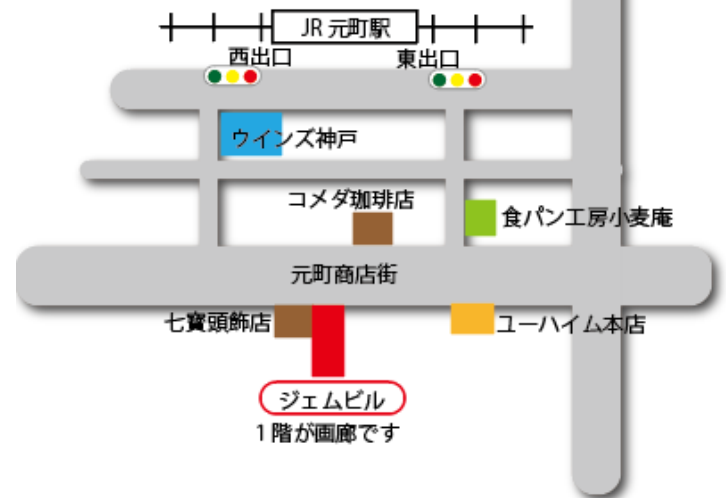 JR 元町駅
西出口
東出口
ウインズ神戸
コメダ珈琲店
食パン工房小麦庵
元町商店街
七寳頭飾店
ユーハイム本店
ジェムビル
1階が画廊です